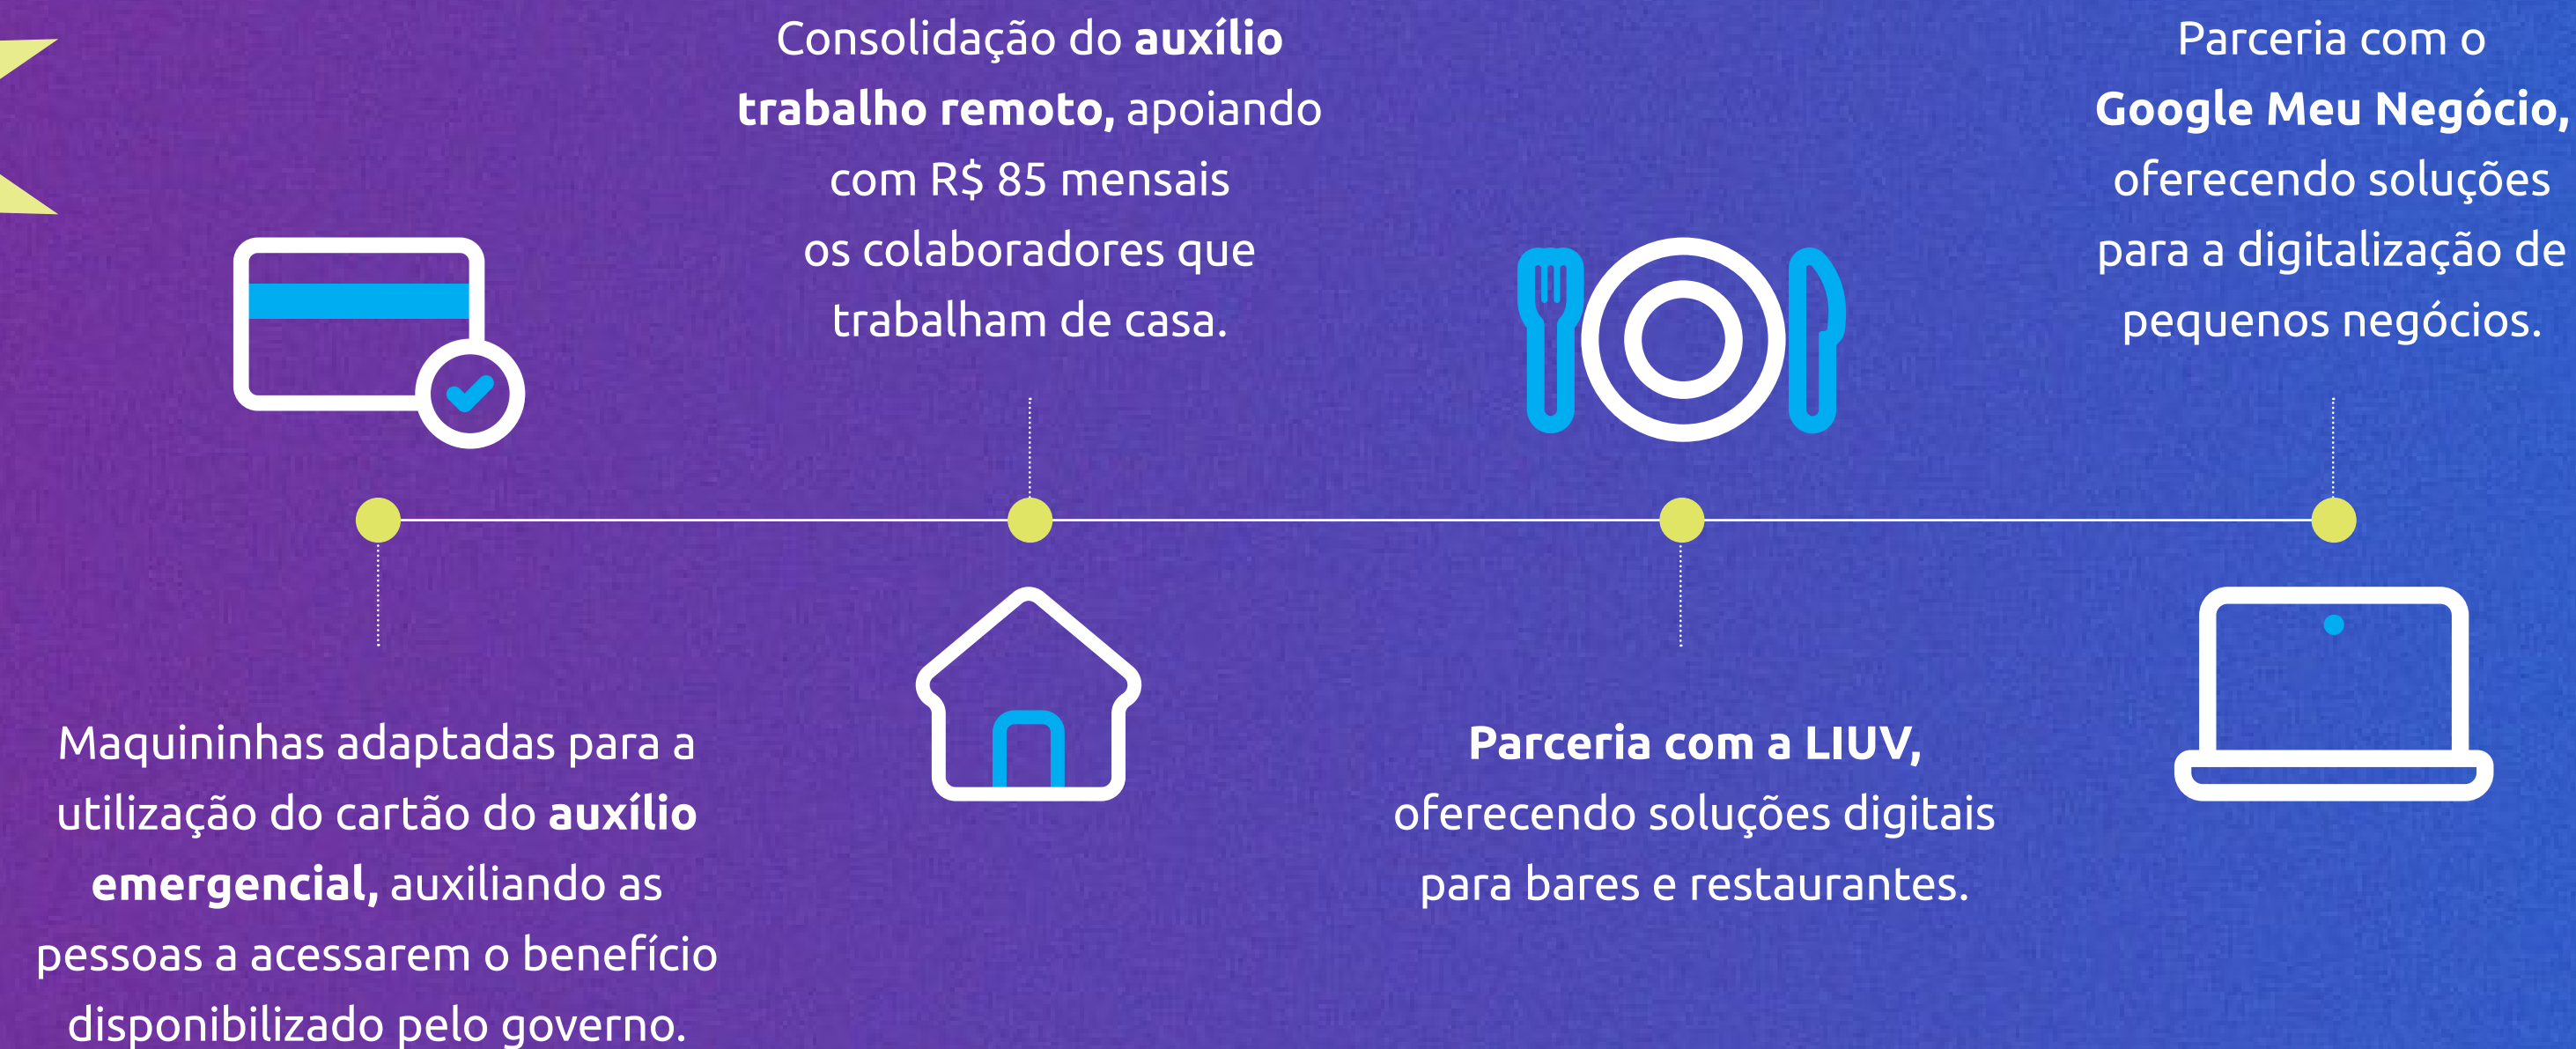 Maquininhas adaptadas para a
utilização do cartão do auxílio
emergencial, auxiliando as
pessoas a acessarem o benefício
disponibilizado pelo governo.
Consolidação do auxílio
trabalho remoto, apoiando
com R$ 85 mensais
os colaboradores que
trabalham de casa.
Parceria com a LIUV,
oferecendo soluções digitais
para bares e restaurantes.
Parceria com o
Google Meu Negócio,
oferecendo soluções
para a digitalização de
pequenos negócios.